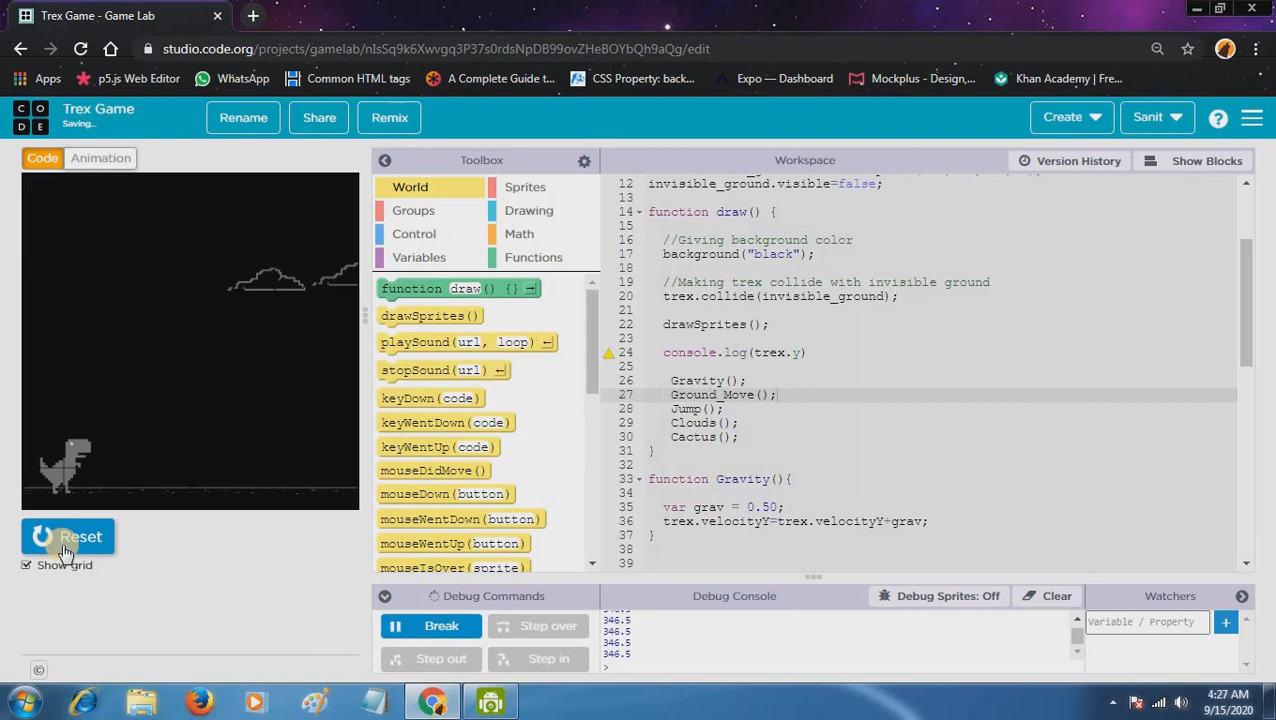 Trex Game - Game Lab
studio.code.org/projects/gamelab/nIsSq9k6Xwvgq3P37s0rdsNpDB99ovZHeBOYbQh9aQg/edit
Apps p5.js Web Editor WhatsApp Common HTML tags A Complete Guide t... CSS Property: back... Expo — Dashboard Mockplus - Design,... Khan Academy | Fre...
C O D E
Trex Game
Saving...
Rename Share Remix Create Sanit ?
Code Animation Toolbox Workspace Version History Show Blocks
World Sprites
Groups Drawing
Control Math
Variables Functions
function draw() {}
drawSprites()
playSound(url, loop)
stopSound(url)
keyDown(code)
keyWentDown(code)
keyWentUp(code)
mouseDidMove()
mouseDown(button)
mouseWentDown(button)
mouseWentUp(button)
mouseIsOver(sprite)
12 invisible_ground.visible=false;
13
14 function draw() {
15
16 //Giving background color
17 background("black");
18
19 //Making trex collide with invisible ground
20 trex.collide(invisible_ground);
21
22 drawSprites();
23
24 console.log(trex.y)
25
26 Gravity();
27 Ground_Move();
28 Jump();
29 Clouds();
30 Cactus();
31 }
32
33 function Gravity(){
34
35 var grav = 0.50;
36 trex.velocityY=trex.velocityY+grav;
37 }
38
39
Reset
Show grid
Debug Commands Debug Console Debug Sprites: Off Clear Watchers
Break Step over
Step out Step in
346.5
346.5
346.5
346.5
>
Variable / Property +
©
4:27 AM
9/15/2020